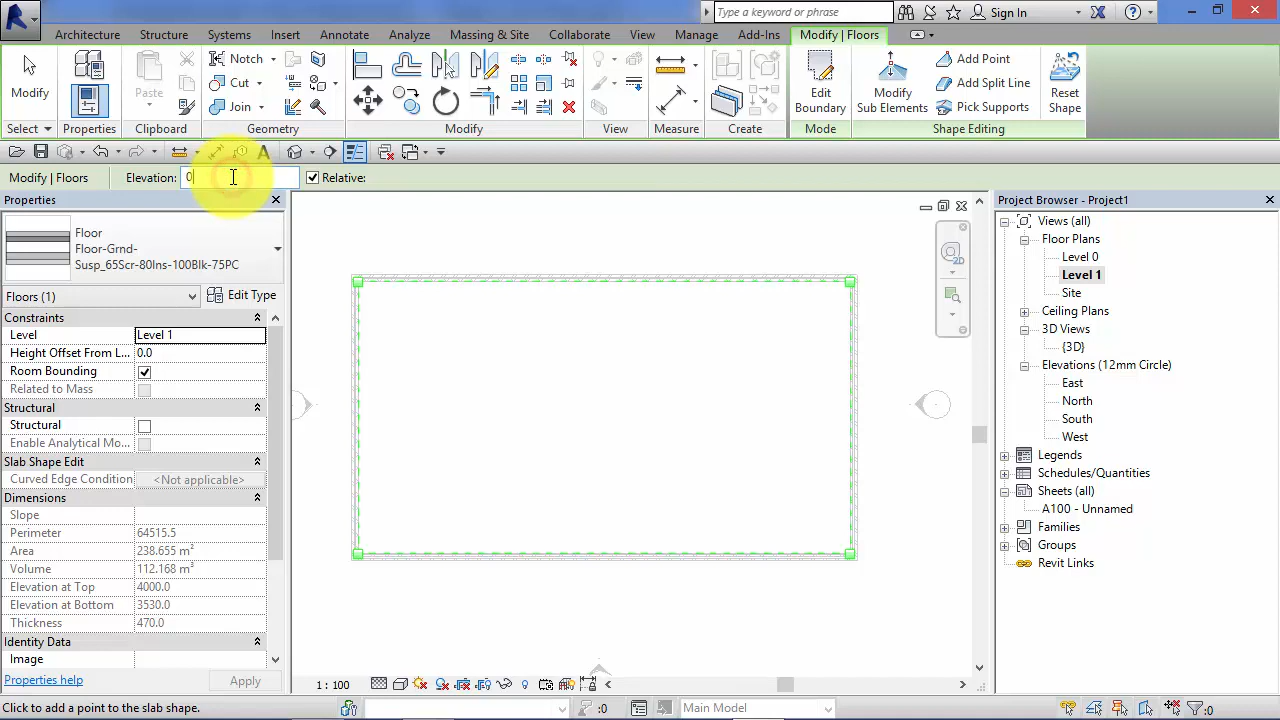 Type a keyword or phrase
Sign In
Architecture Structure Systems Insert Annotate Analyze Massing & Site Collaborate View Manage Add-Ins Modify | Floors
Modify
Select
Properties
Paste
Clipboard
Notch
Cut
Join
Geometry
Modify
View
Measure
Create
Edit
Boundary
Mode
Modify
Sub Elements
Add Point
Add Split Line
Pick Supports
Reset
Shape
Shape Editing
Modify | Floors
Elevation: 0
Relative:
Properties
Floor
Floor-Grnd-
Susp_65Scr-80Ins-100Blk-75PC
Floors (1)
Edit Type
Constraints
Level Level 1
Height Offset From L... 0.0
Room Bounding
Related to Mass
Structural
Structural
Enable Analytical Mo...
Slab Shape Edit
Curved Edge Condition <Not applicable>
Dimensions
Slope
Perimeter 64515.5
Area 238.655 m²
Volume 112.168 m³
Elevation at Top 4000.0
Elevation at Bottom 3530.0
Thickness 470.0
Identity Data
Image
Properties help
Apply
2D
1 : 100
Project Browser - Project1
Views (all)
Floor Plans
Level 0
Level 1
Site
Ceiling Plans
3D Views
{3D}
Elevations (12mm Circle)
East
North
South
West
Legends
Schedules/Quantities
Sheets (all)
A100 - Unnamed
Families
Groups
Revit Links
Click to add a point to the slab shape.
:0
Main Model
:0